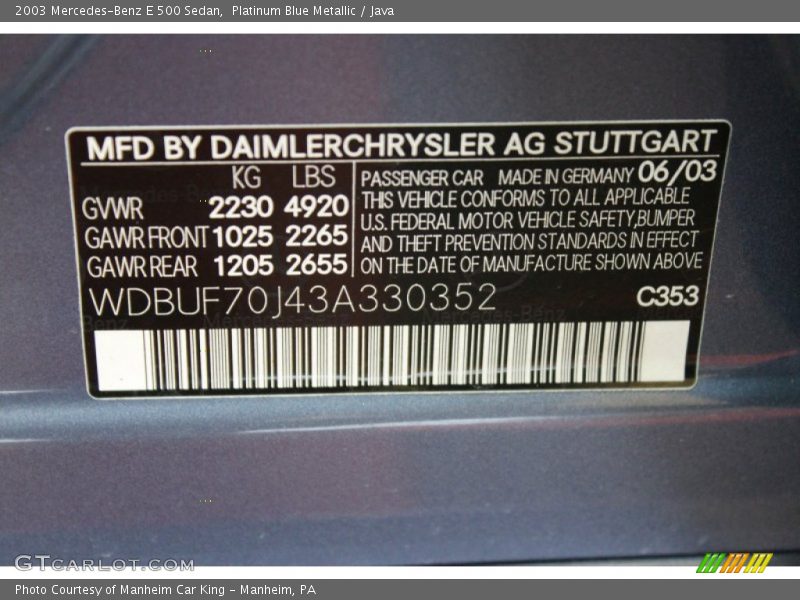 2003 Mercedes-Benz E 500 Sedan, Platinum Blue Metallic / Java
MFD BY DAIMLERCHRYSLER AG STUTTGART
KG LBS
GVWR 2230 4920
GAWR FRONT 1025 2265
GAWR REAR 1205 2655
PASSENGER CAR MADE IN GERMANY 06/03
THIS VEHICLE CONFORMS TO ALL APPLICABLE
U.S. FEDERAL MOTOR VEHICLE SAFETY,BUMPER
AND THEFT PREVENTION STANDARDS IN EFFECT
ON THE DATE OF MANUFACTURE SHOWN ABOVE
WDBUF70J43A330352 C353
GTCARLOT.COM
Photo Courtesy of Manheim Car King - Manheim, PA